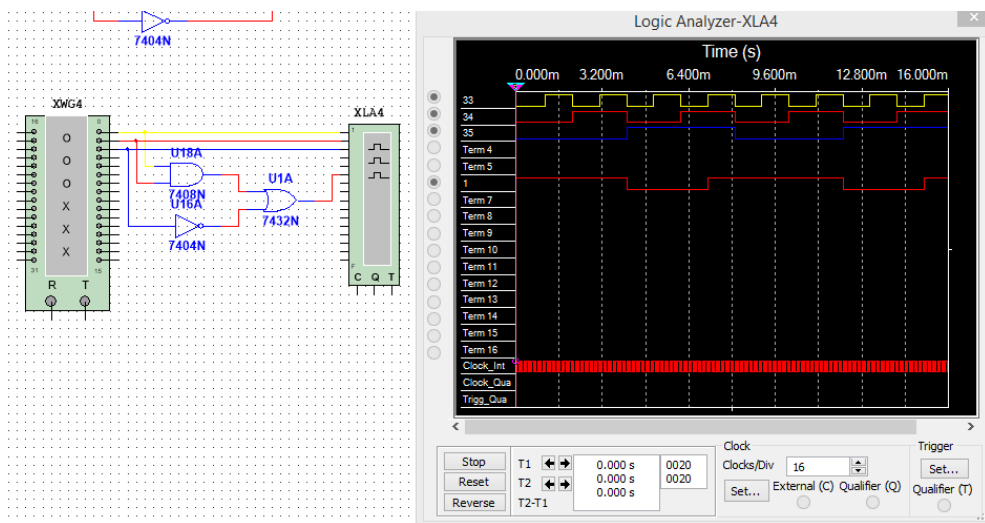 7404N
XWG4
16
0
O
O
O
X
X
X
31
15
R T
U18A
7408N
U16A
7404N
U1A
7432N
XLA4
1
F
C Q T
Logic Analyzer-XLA4
×
Time (s)
0.000m 3.200m 6.400m 9.600m 12.800m 16.000m
33
34
35
Term 4
Term 5
1
Term 7
Term 8
Term 9
Term 10
Term 11
Term 12
Term 13
Term 14
Term 15
Term 16
Clock_Int
Clock_Qua
Trigg_Qua
Stop
Reset
Reverse
T1 0.000 s 0020
T2 0.000 s 0020
T2-T1 0.000 s
Clock
Clocks/Div 16
Set... External (C) Qualifier (Q)
Trigger
Set...
Qualifier (T)